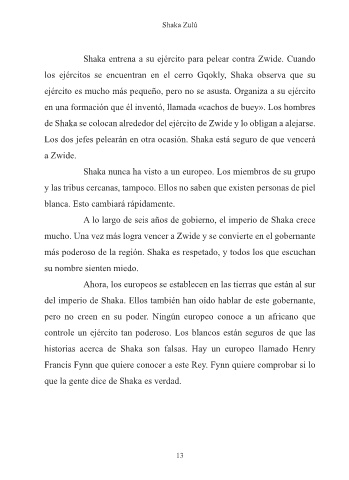 Shaka Zulú
Shaka entrena a su ejército para pelear contra Zwide. Cuando
los ejércitos se encuentran en el cerro Gqokly, Shaka observa que su
ejército es mucho más pequeño, pero no se asusta. Organiza a su ejército
en una formación que él inventó, llamada «cachos de buey». Los hombres
de Shaka se colocan alrededor del ejército de Zwide y lo obligan a alejarse.
Los dos jefes pelearán en otra ocasión. Shaka está seguro de que vencerá
a Zwide.
Shaka nunca ha visto a un europeo. Los miembros de su grupo
y las tribus cercanas, tampoco. Ellos no saben que existen personas de piel
blanca. Esto cambiará rápidamente.
A lo largo de seis años de gobierno, el imperio de Shaka crece
mucho. Una vez más logra vencer a Zwide y se convierte en el gobernante
más poderoso de la región. Shaka es respetado, y todos los que escuchan
su nombre sienten miedo.
Ahora, los europeos se establecen en las tierras que están al sur
del imperio de Shaka. Ellos también han oído hablar de este gobernante,
pero no creen en su poder. Ningún europeo conoce a un africano que
controle un ejército tan poderoso. Los blancos están seguros de que las
historias acerca de Shaka son falsas. Hay un europeo llamado Henry
Francis Fynn que quiere conocer a este Rey. Fynn quiere comprobar si lo
que la gente dice de Shaka es verdad.
13